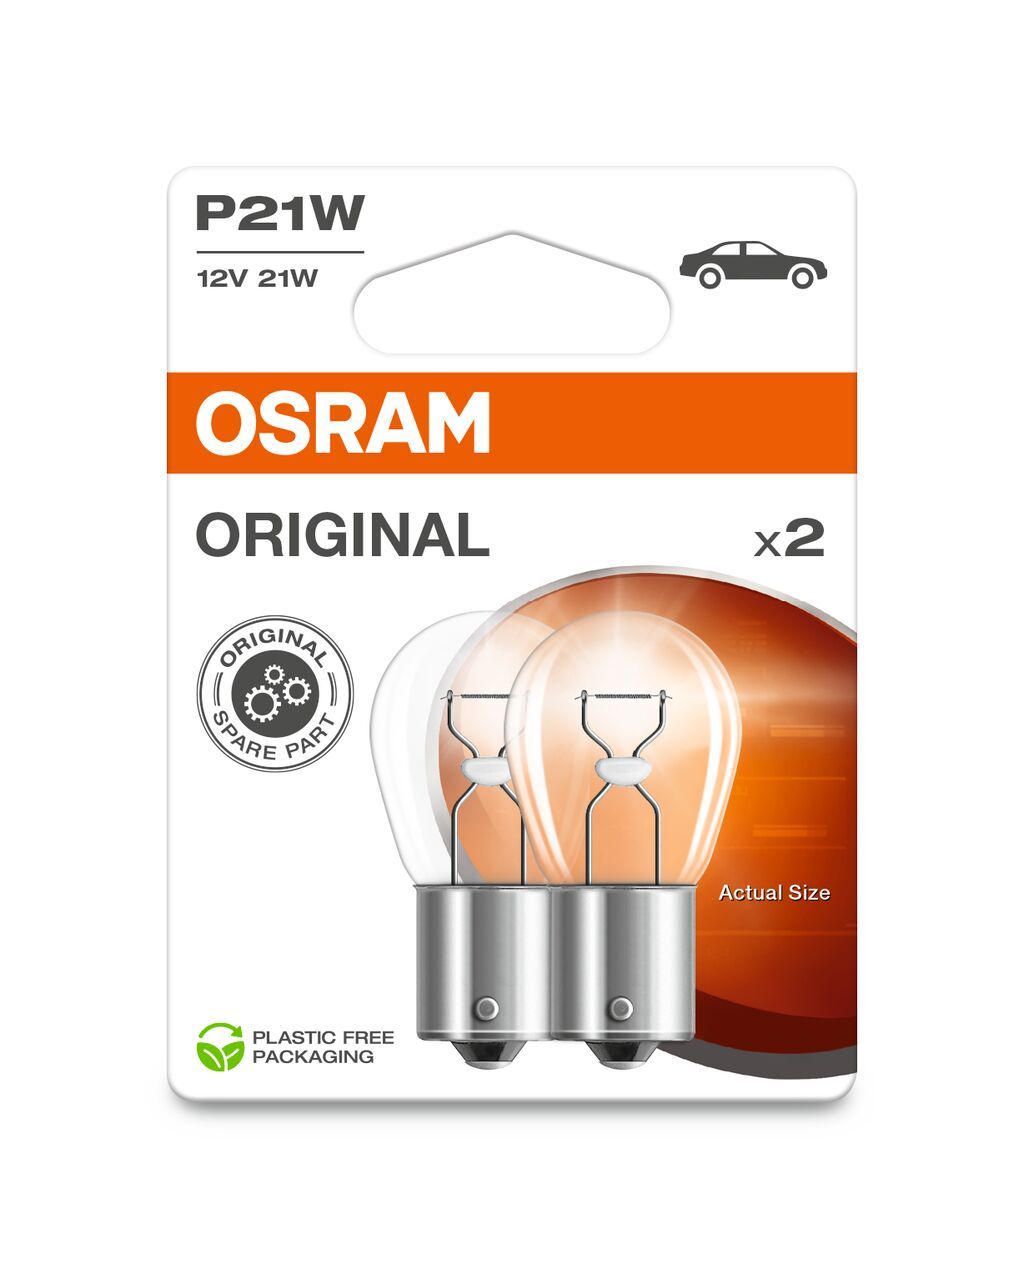 P21W
12V 21W
OSRAM
ORIGINAL
x2
ORIGINAL
SPARE PART
Actual Size
PLASTIC FREE
PACKAGING